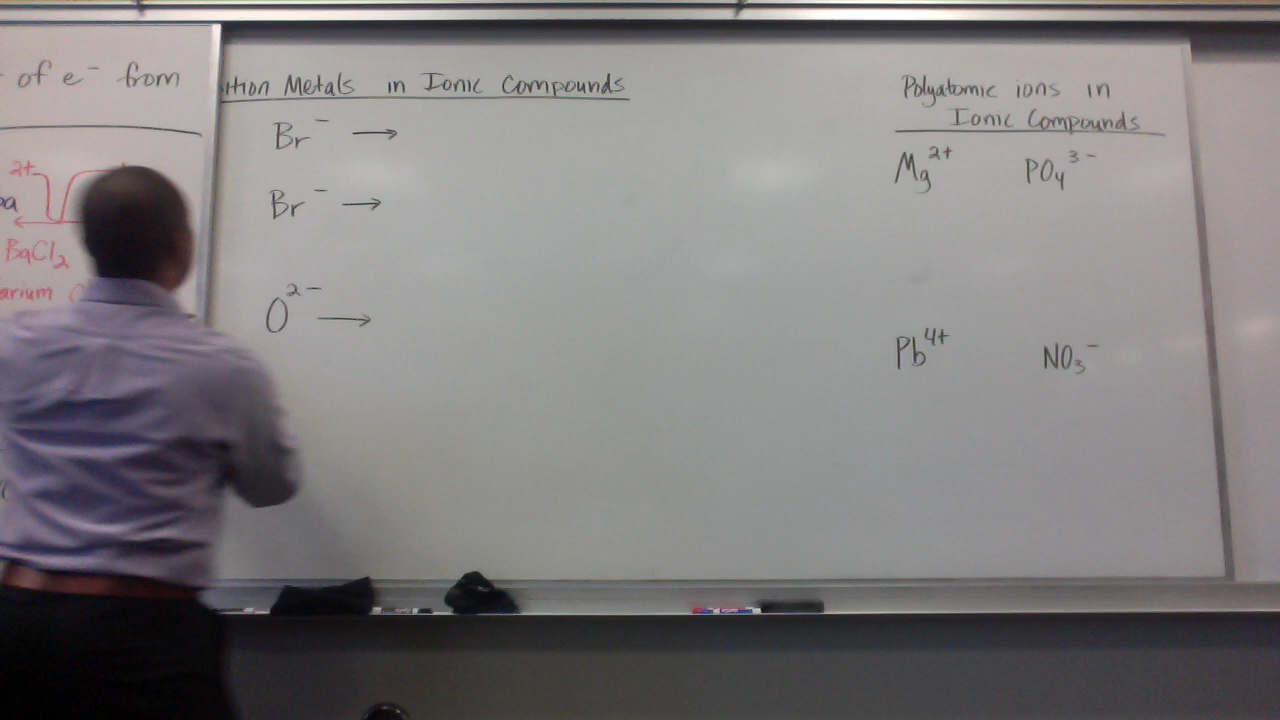 of e⁻ from
2+
BaCl₂
ition Metals in Ionic Compounds
Br⁻ →
Br⁻ →
O²⁻ →
Polyatomic ions in
Ionic Compounds
Mg²⁺ PO₄³⁻
Pb⁴⁺ NO₃⁻